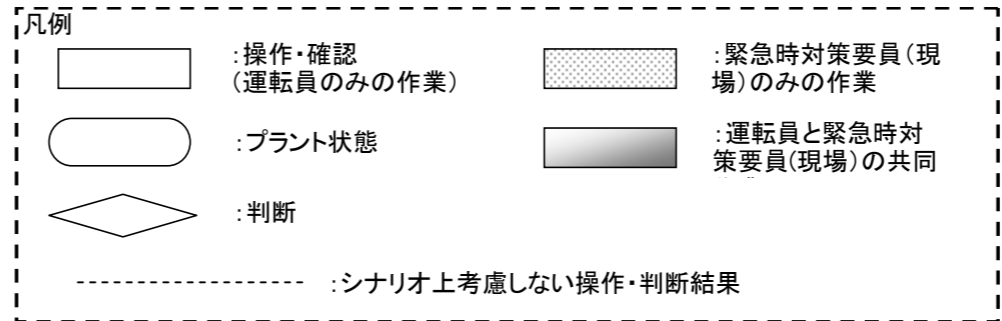 凡例
:操作・確認
(運転員のみの作業)
:緊急時対策要員(現
場)のみの作業
:プラント状態
:運転員と緊急時対
策要員(現場)の共同
:判断
:シナリオ上考慮しない操作・判断結果